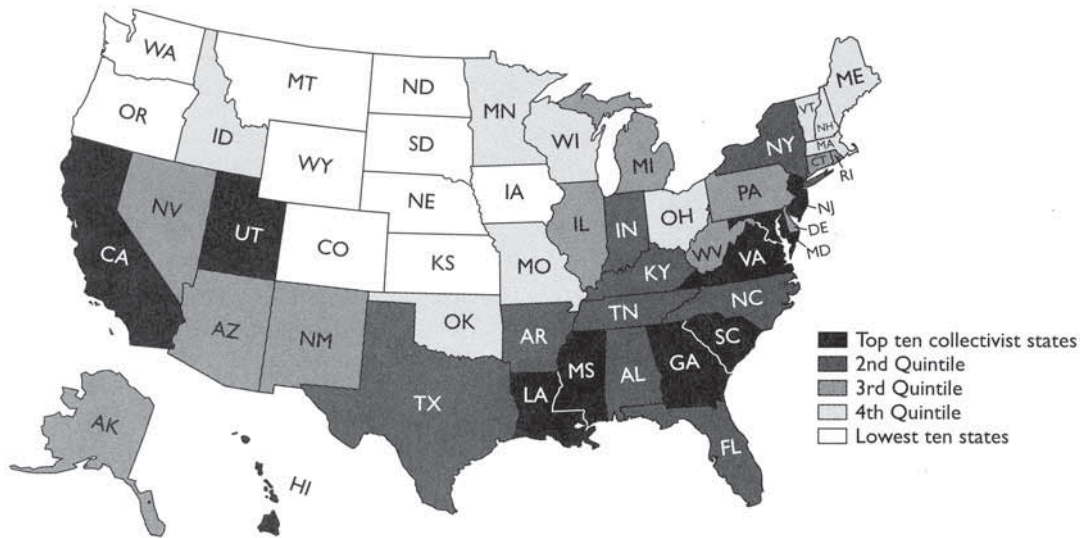 WA
MT
ND
MN
ME
OR
ID
SD
WI
VT
NH
WY
MI
NY
MA
CT
RI
IA
PA
NE
NJ
NV
UT
IL
IN
OH
DE
CO
WV
MD
CA
KS
MO
VA
KY
NC
TN
AZ
NM
OK
AR
SC
MS
AL
GA
LA
TX
FL
AK
HI
Top ten collectivist states
2nd Quintile
3rd Quintile
4th Quintile
Lowest ten states